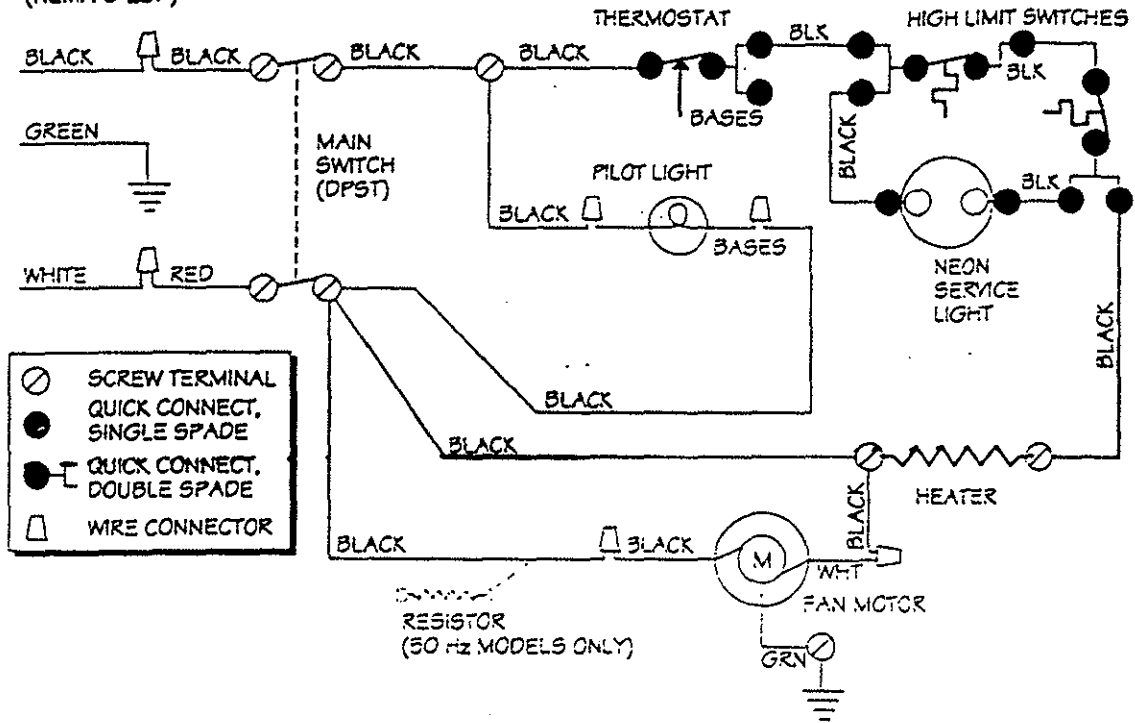 THERMOSTAT
HIGH LIMIT SWITCHES
BLACK
BLACK
BLACK
BLACK
BLK
BLK
BASES
GREEN
MAIN
SWITCH
(DPST)
BLACK
PILOT LIGHT
BLACK
BASES
BLK
NEON
SERVICE
LIGHT
WHITE
RED
BLACK
SCREW TERMINAL
QUICK CONNECT,
SINGLE SPADE
QUICK CONNECT,
DOUBLE SPADE
WIRE CONNECTOR
BLACK
BLACK
HEATER
BLACK
BLACK
BLACK
M
WHT
FAN MOTOR
RESISTOR
(50 Hz MODELS ONLY)
GRN